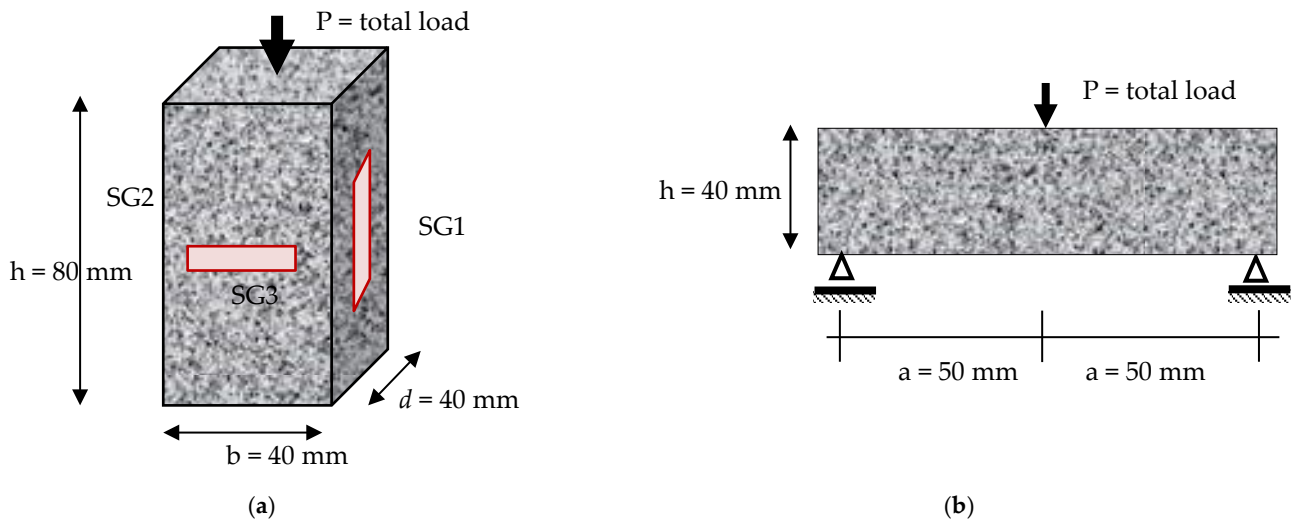 P = total load
SG2
SG1
h = 80 mm
SG3
d = 40 mm
b = 40 mm
(a)
P = total load
h = 40 mm
a = 50 mm
a = 50 mm
(b)